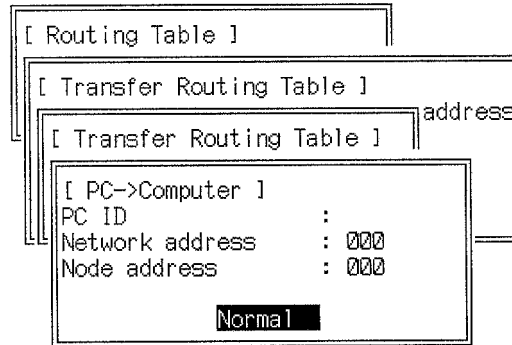 [ Routing Table ]
[ Transfer Routing Table ]
address
[ Transfer Routing Table ]
[ PC->Computer ]
PC ID :
Network address : 000
Node address : 000
Normal